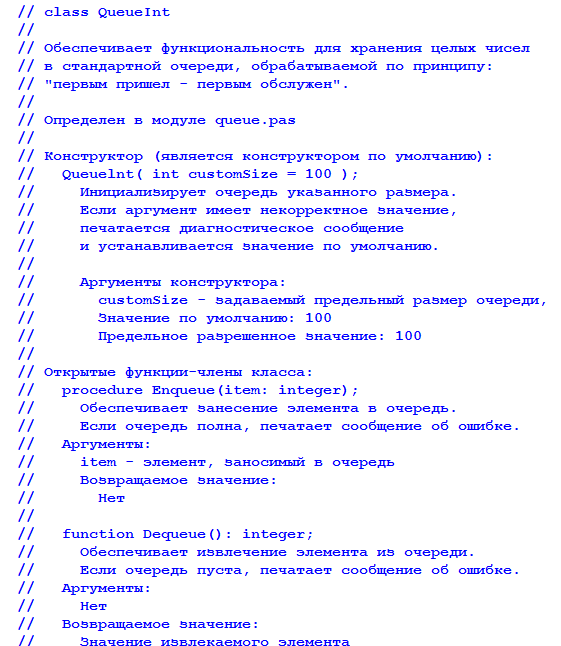 // class QueueInt
//
// Обеспечивает функциональность для хранения целых чисел
// в стандартной очереди, обрабатываемой по принципу:
// "первым пришел - первым обслужен".
//
// Определен в модуле queue.pas
//
// Конструктор (является конструктором по умолчанию):
//   Queuelnt( int customSize = 100 );
//     Инициализирует очередь указанного размера.
//     Если аргумент имеет некорректное значение,
//     печатается диагностическое сообщение
//     и устанавливается значение по умолчанию.
//
//     Аргументы конструктора:
//       customSize - задаваемый предельный размер очереди,
//       Значение по умолчанию: 100
//       Предельное разрешенное значение: 100
//
// Открытые функции-члены класса:
//   procedure Enqueue(item: integer);
//     Обеспечивает занесение элемента в очередь.
//     Если очередь полна, печатает сообщение об ошибке.
//   Аргументы:
//     item - элемент, заносимый в очередь
//     Возвращаемое значение:
//       Нет
//
//   function Dequeue(): integer;
//     Обеспечивает извлечение элемента из очереди.
//     Если очередь пуста, печатает сообщение об ошибке.
//   Аргументы:
//     Нет
//   Возвращаемое значение:
//     Значение извлекаемого элемента